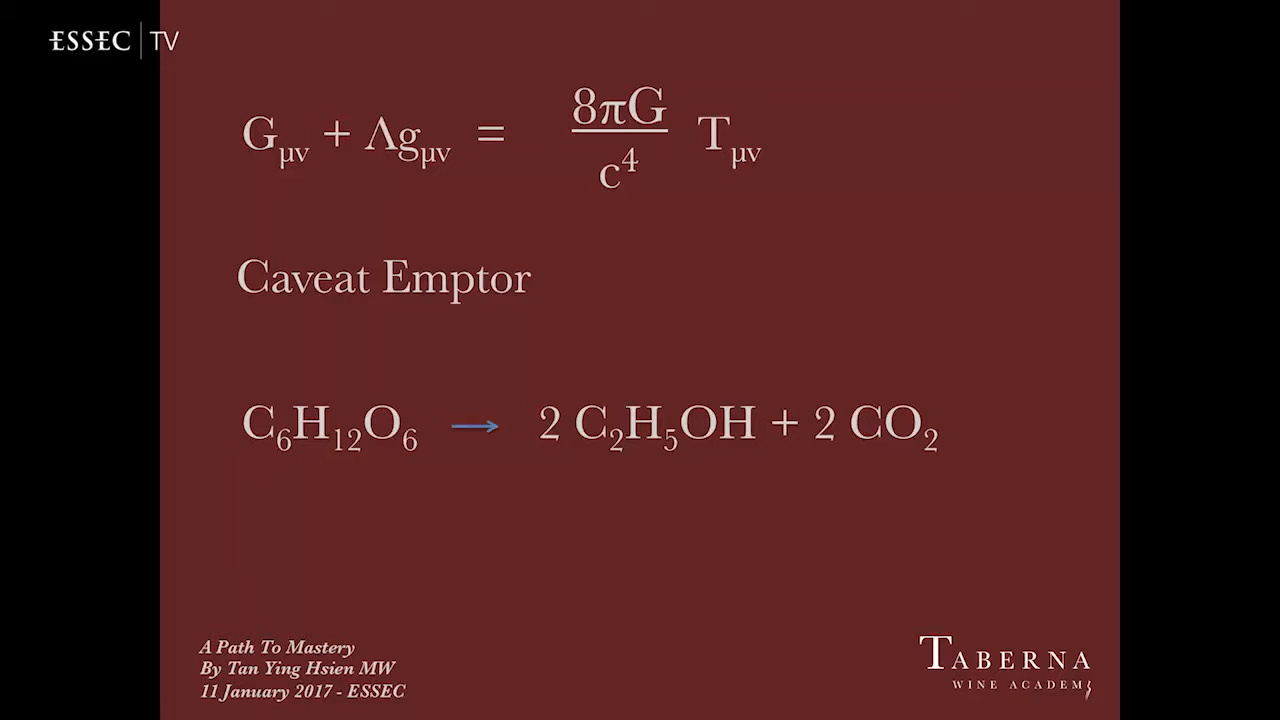 ESSEC | TV
Gμν + Λgμν = 8πG/c⁴ Tμν
Caveat Emptor
C₆H₁₂O₆ → 2 C₂H₅OH + 2 CO₂
A Path To Mastery
By Tan Ying Hsien MW
11 January 2017 - ESSEC
TABERNA
WINE ACADEMY